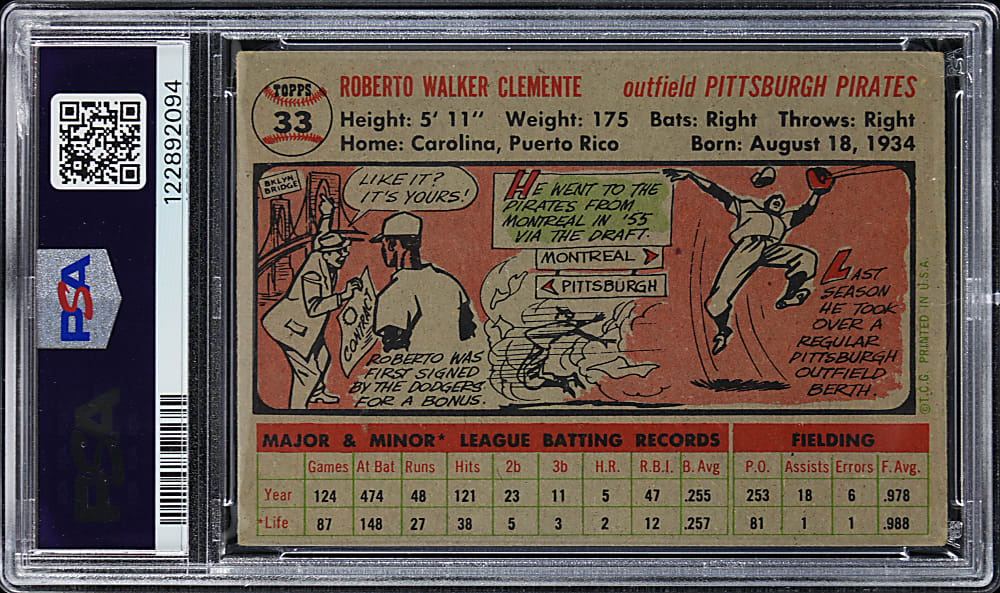 122892094
PSA
PSA
TOPPS
33
ROBERTO WALKER CLEMENTE outfield PITTSBURGH PIRATES
Height: 5' 11" Weight: 175 Bats: Right Throws: Right
Home: Carolina, Puerto Rico Born: August 18, 1934
BKLYN
BRIDGE
LIKE IT?
IT'S YOURS!
CONTRACT
ROBERTO WAS
FIRST SIGNED
BY THE DODGERS
FOR A BONUS.
HE WENT TO THE
PIRATES FROM
MONTREAL IN '55
VIA THE DRAFT.
MONTREAL
PITTSBURGH
LAST
SEASON
HE TOOK
OVER A
REGULAR
PITTSBURGH
OUTFIELD
BERTH.
©T.C.G. PRINTED IN U.S.A.
MAJOR & MINOR* LEAGUE BATTING RECORDS FIELDING
Games At Bat Runs Hits 2b 3b H.R. R.B.I. B. Avg P.O. Assists Errors F. Avg.
Year 124 474 48 121 23 11 5 47 .255 253 18 6 .978
*Life 87 148 27 38 5 3 2 12 .257 81 1 1 .988